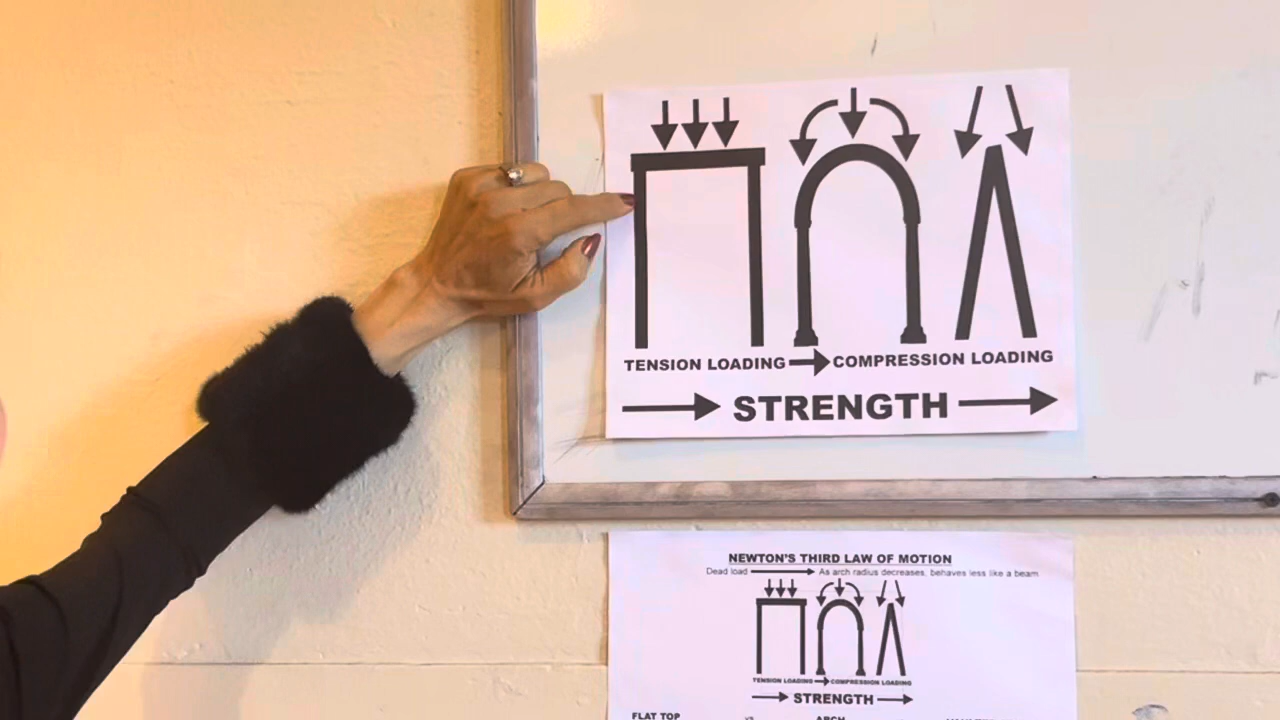 TENSION LOADING COMPRESSION LOADING
STRENGTH
NEWTON'S THIRD LAW OF MOTION
Dead load As arch radius decreases, behaves less like a beam.
TENSION LOADING COMPRESSION LOADING
STRENGTH
FLAT TOP vs ARCH